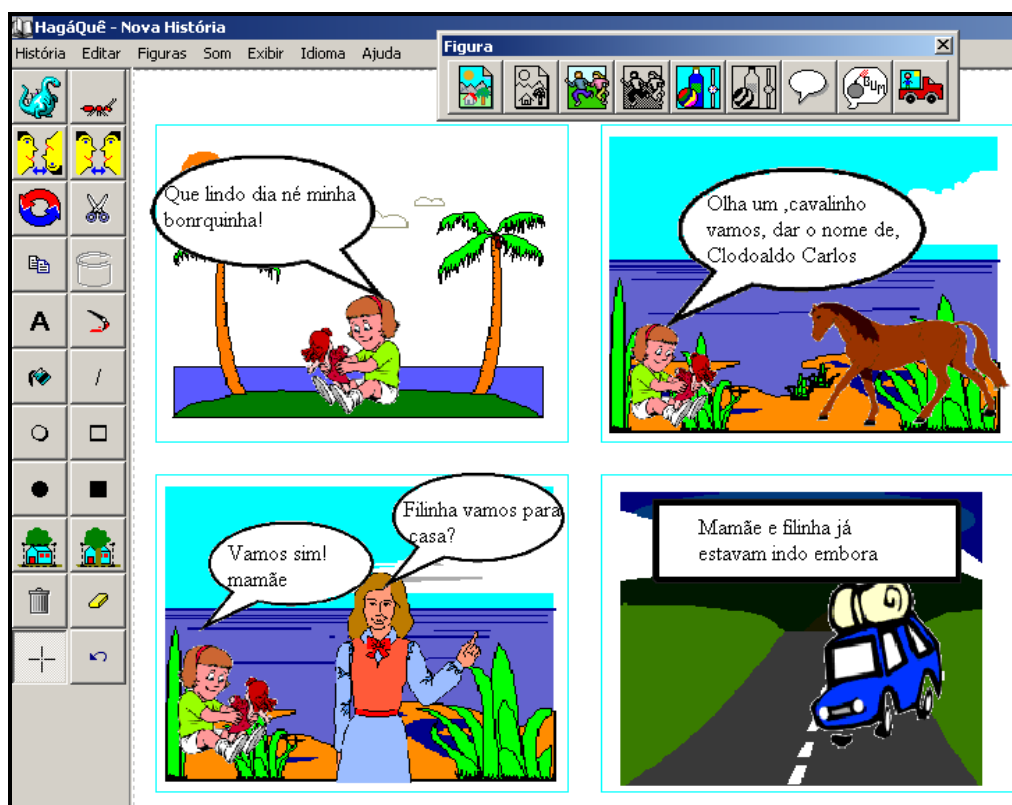 HagáQuê - Nova História
História Editar Figuras Som Exibir Idioma Ajuda
Figura
BUM
A
Que lindo dia né minha
bonrquinha!
Olha um ,cavalinho
vamos, dar o nome de,
Clodoaldo Carlos
Filinha vamos para
casa?
Vamos sim!
mamãe
Mamãe e filinha já
estavam indo embora